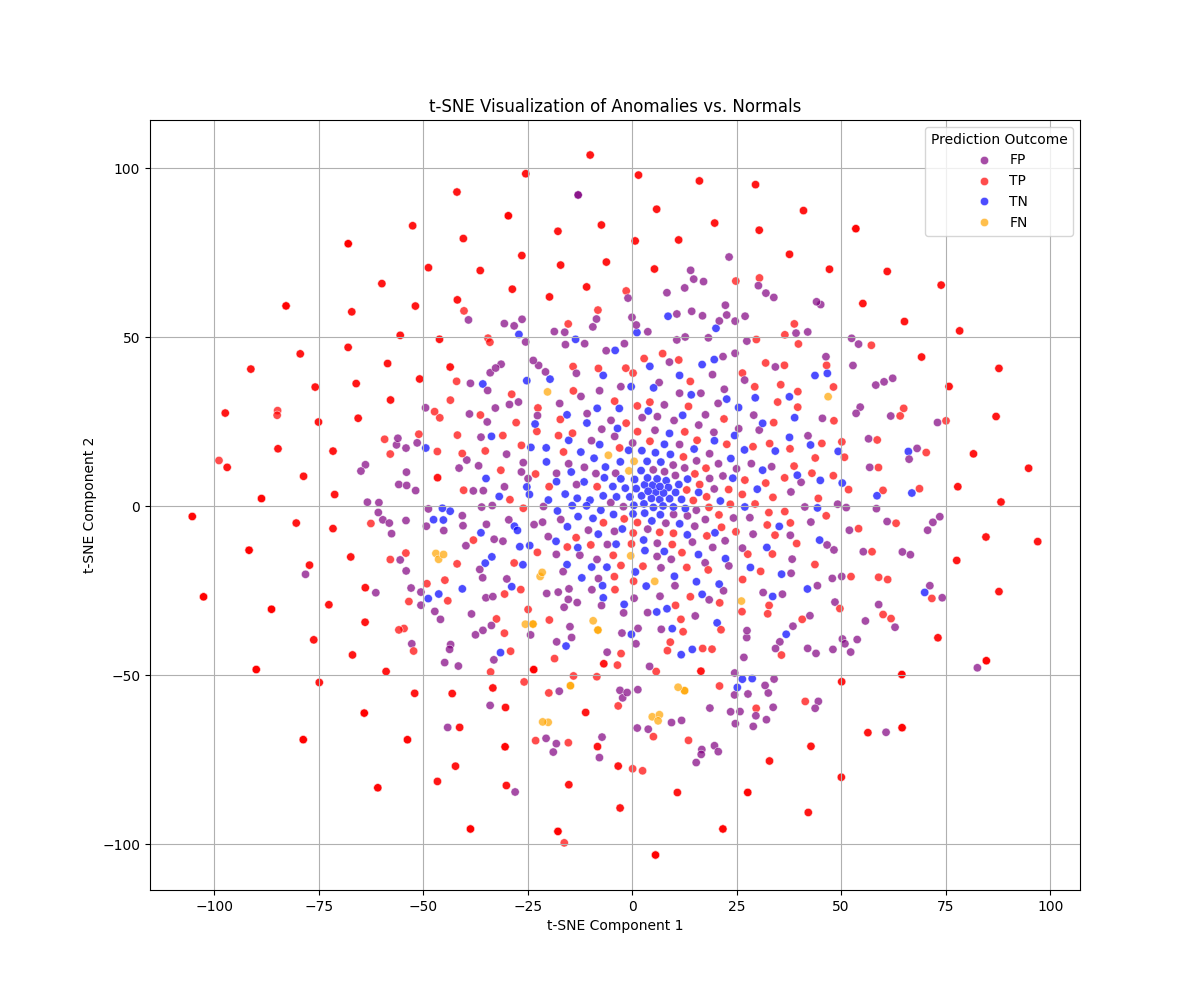 t-SNE Visualization of Anomalies vs. Normals
Prediction Outcome
FP
TP
TN
FN
100
50
0
−50
−100
t-SNE Component 2
−100
−75
−50
−25
0
25
50
75
100
t-SNE Component 1